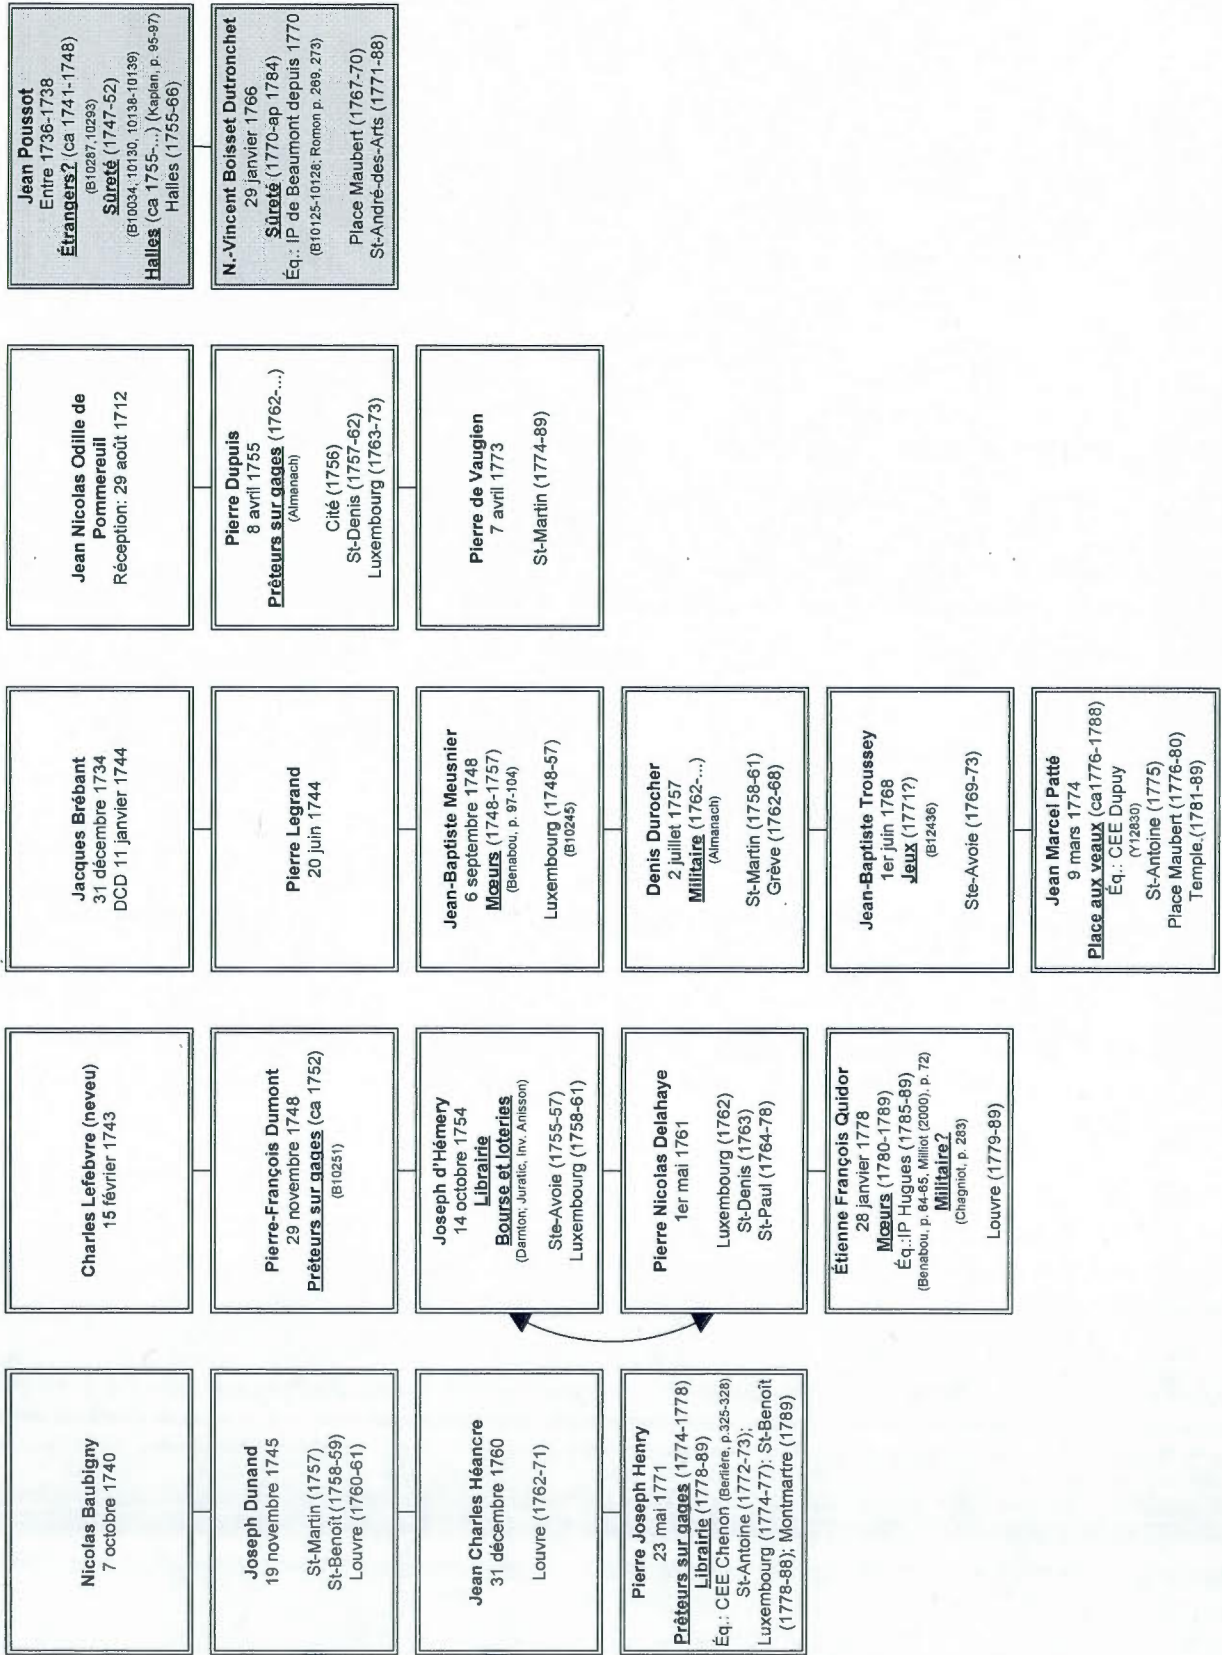 Nicolas Baubigny
7 octobre 1740
Joseph Dunand
19 novembre 1745
St-Martin (1757)
St-Benoît (1758-59)
Louvre (1760-61)
Jean Charles Héancre
31 décembre 1760
Louvre (1762-71)
Pierre Joseph Henry
23 mai 1771
Prêteurs sur gages (1774-1778)
Librairie (1778-89)
Éq.: CEE Chenon (Berlière, p.325-328)
St-Antoine (1772-73);
Luxembourg (1774-77); St-Benoît
(1778-88); Montmartre (1789)
Charles Lefebvre (neveu)
15 février 1743
Pierre-François Dumont
29 novembre 1748
Prêteurs sur gages (ca 1752)
(B10251)
Joseph d'Hémery
14 octobre 1754
Librairie
Bourse et loteries
(Darnton; Juratic, Inv. Anisson)
Ste-Avoie (1755-57)
Luxembourg (1758-61)
Pierre Nicolas Delahaye
1er mai 1761
Luxembourg (1762)
St-Denis (1763)
St-Paul (1764-78)
Étienne François Quidor
28 janvier 1778
Mœurs (1780-1789)
Éq.:IP Hugues (1785-89)
(Benabou, p. 64-65, Milliot (2000), p. 72)
Militaire?
(Chagniot, p. 283)
Louvre (1779-89)
Jacques Brébant
31 décembre 1734
DCD 11 janvier 1744
Pierre Legrand
20 juin 1744
Jean-Baptiste Meusnier
6 septembre 1748
Mœurs (1748-1757)
(Benabou, p. 97-104)
Luxembourg (1748-57)
(B10245)
Denis Durocher
2 juillet 1757
Militaire (1762-...)
(Almanach)
St-Martin (1758-61)
Grève (1762-68)
Jean-Baptiste Troussey
1er juin 1768
Jeux (1771?)
(B12436)
Ste-Avoie (1769-73)
Jean Marcel Patté
9 mars 1774
Place aux veaux (ca1776-1788)
Éq.: CEE Dupuy
(Y12830)
St-Antoine (1775)
Place Maubert (1776-80)
Temple.(1781-89)
Jean Nicolas Odille de
Pommereuil
Réception: 29 août 1712
Pierre Dupuis
8 avril 1755
Prêteurs sur gages (1762-...)
(Almanach)
Cité (1756)
St-Denis (1757-62)
Luxembourg (1763-73)
Pierre de Vaugien
7 avril 1773
St-Martin (1774-89)
Jean Poussot
Entre 1736-1738
Étrangers? (ca 1741-1748)
(B10287,10293)
Sûreté (1747-52)
(B10034, 10130, 10138-10139)
Halles (ca 1755-...) (Kaplan, p. 95-97)
Halles (1755-66)
N.-Vincent Boisset Dutronchet
29 janvier 1766
Sûreté (1770-ap 1784)
Éq.: IP de Beaumont depuis 1770
(B10125-10128; Romon p. 269, 273)
Place Maubert (1767-70)
St-André-des-Arts (1771-88)